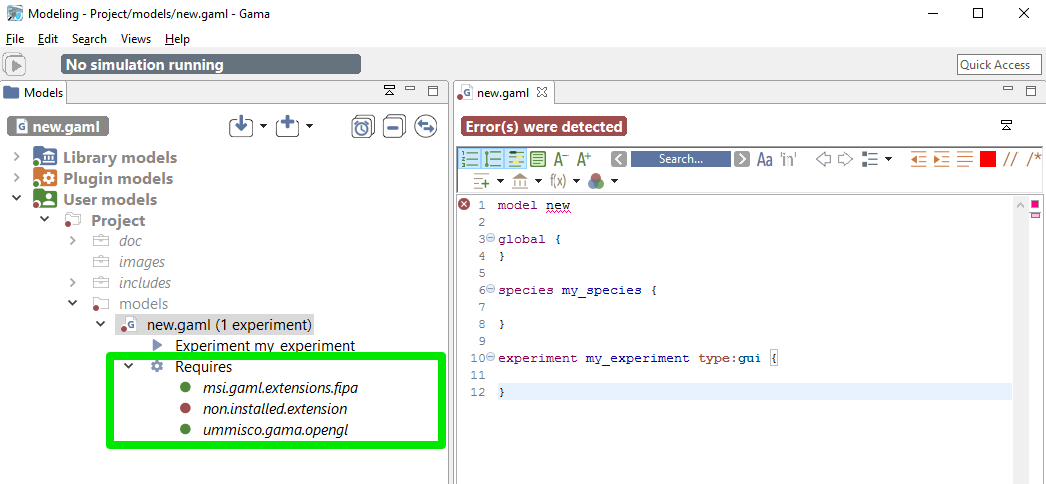 Modeling - Project/models/new.gaml - Gama
File Edit Search Views Help
No simulation running
Quick Access
Models
new.gaml
Library models
Plugin models
User models
Project
doc
images
includes
models
new.gaml (1 experiment)
Experiment my_experiment
Requires
msi.gaml.extensions.fipa
non.installed.extension
ummisco.gama.opengl
new.gaml
Error(s) were detected
A- A+ Search... Aa 'in' // /*
f(x)
1 model new
2
3 global {
4 }
5
6 species my_species {
7
8 }
9
10 experiment my_experiment type:gui {
11
12 }